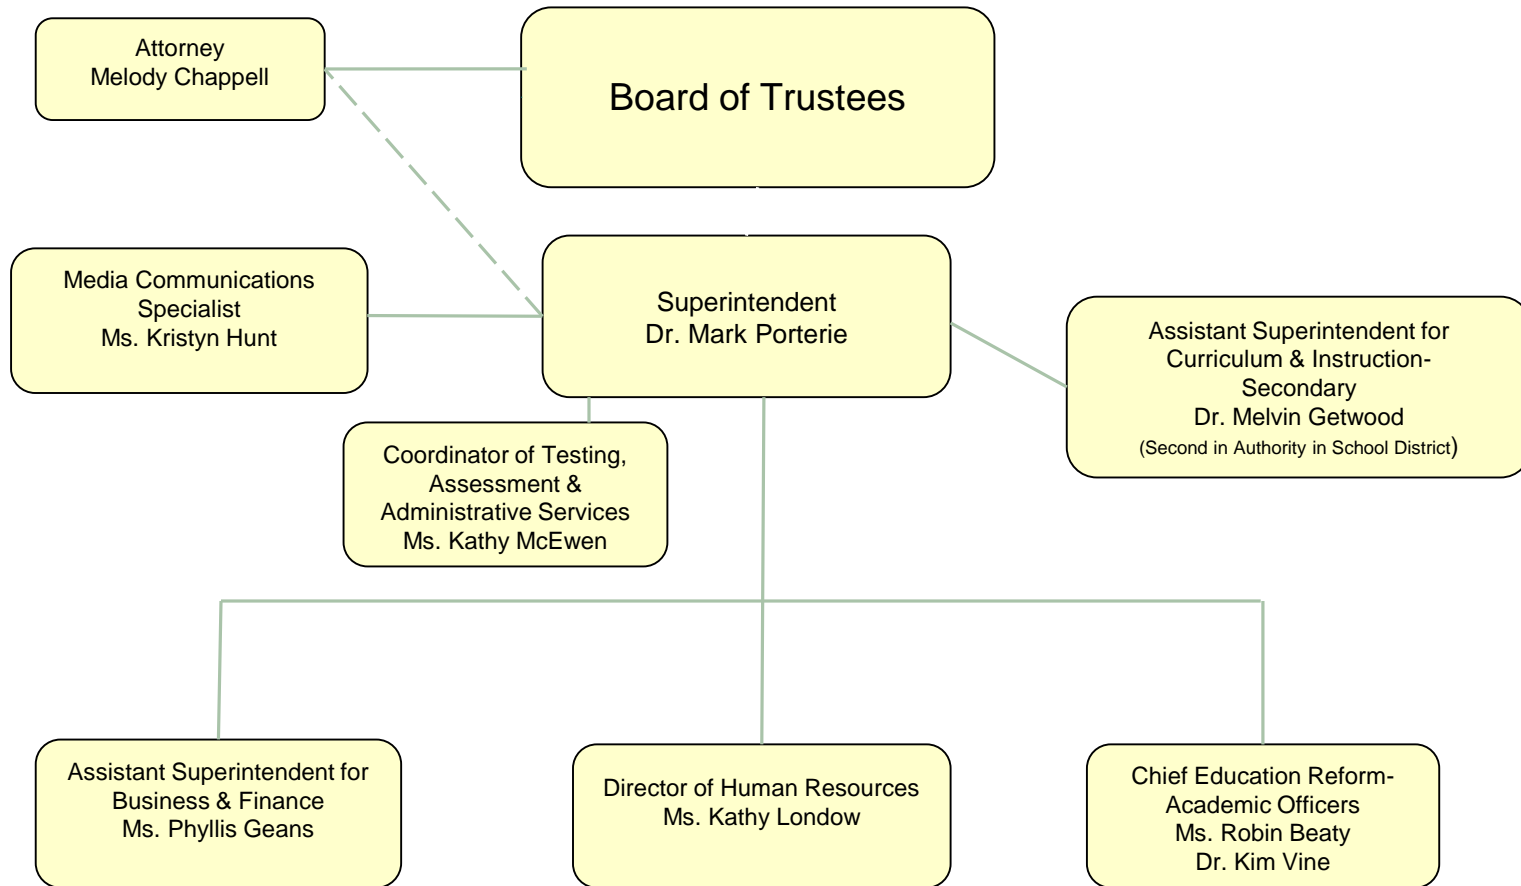 Attorney
Melody Chappell
Board of Trustees
Media Communications
Specialist
Ms. Kristyn Hunt
Superintendent
Dr. Mark Porterie
Assistant Superintendent for
Curriculum & Instruction-
Secondary
Dr. Melvin Getwood
(Second in Authority in School District)
Coordinator of Testing,
Assessment &
Administrative Services
Ms. Kathy McEwen
Assistant Superintendent for
Business & Finance
Ms. Phyllis Geans
Director of Human Resources
Ms. Kathy Londow
Chief Education Reform-
Academic Officers
Ms. Robin Beaty
Dr. Kim Vine